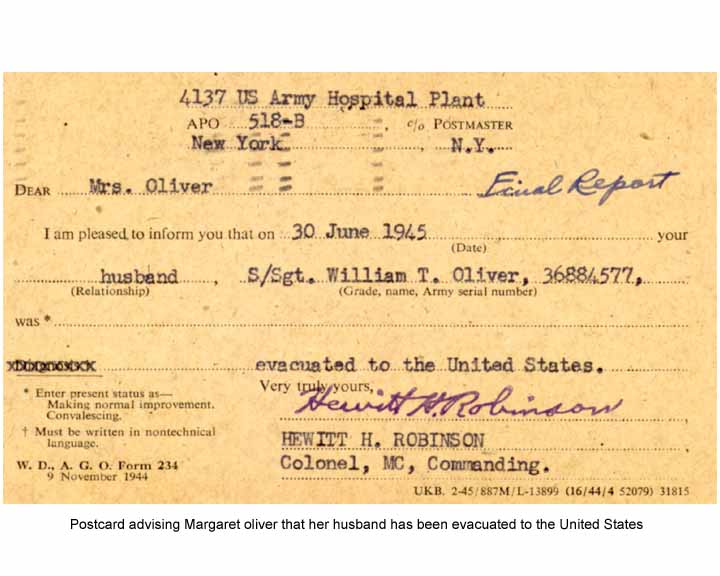 4137 US Army Hospital Plant
APO 518-B, c/o POSTMASTER
New York, N.Y.
DEAR Mrs. Oliver
Final Report
I am pleased to inform you that on 30 June 1945 your
(Date)
husband, S/Sgt. William T. Oliver, 36884577,
(Relationship) (Grade, name, Army serial number)
was *
evacuated to the United States.
* Enter present status as—
Making normal improvement.
Convalescing.
† Must be written in nontechnical
language.
W. D., A. G. O. Form 234
9 November 1944
Very truly yours,
Hewitt H. Robinson
HEWITT H. ROBINSON
Colonel, MC, Commanding.
UKB. 2-45/887M/L-13899 (16/44/4 52079) 31815
Postcard advising Margaret oliver that her husband has been evacuated to the United States